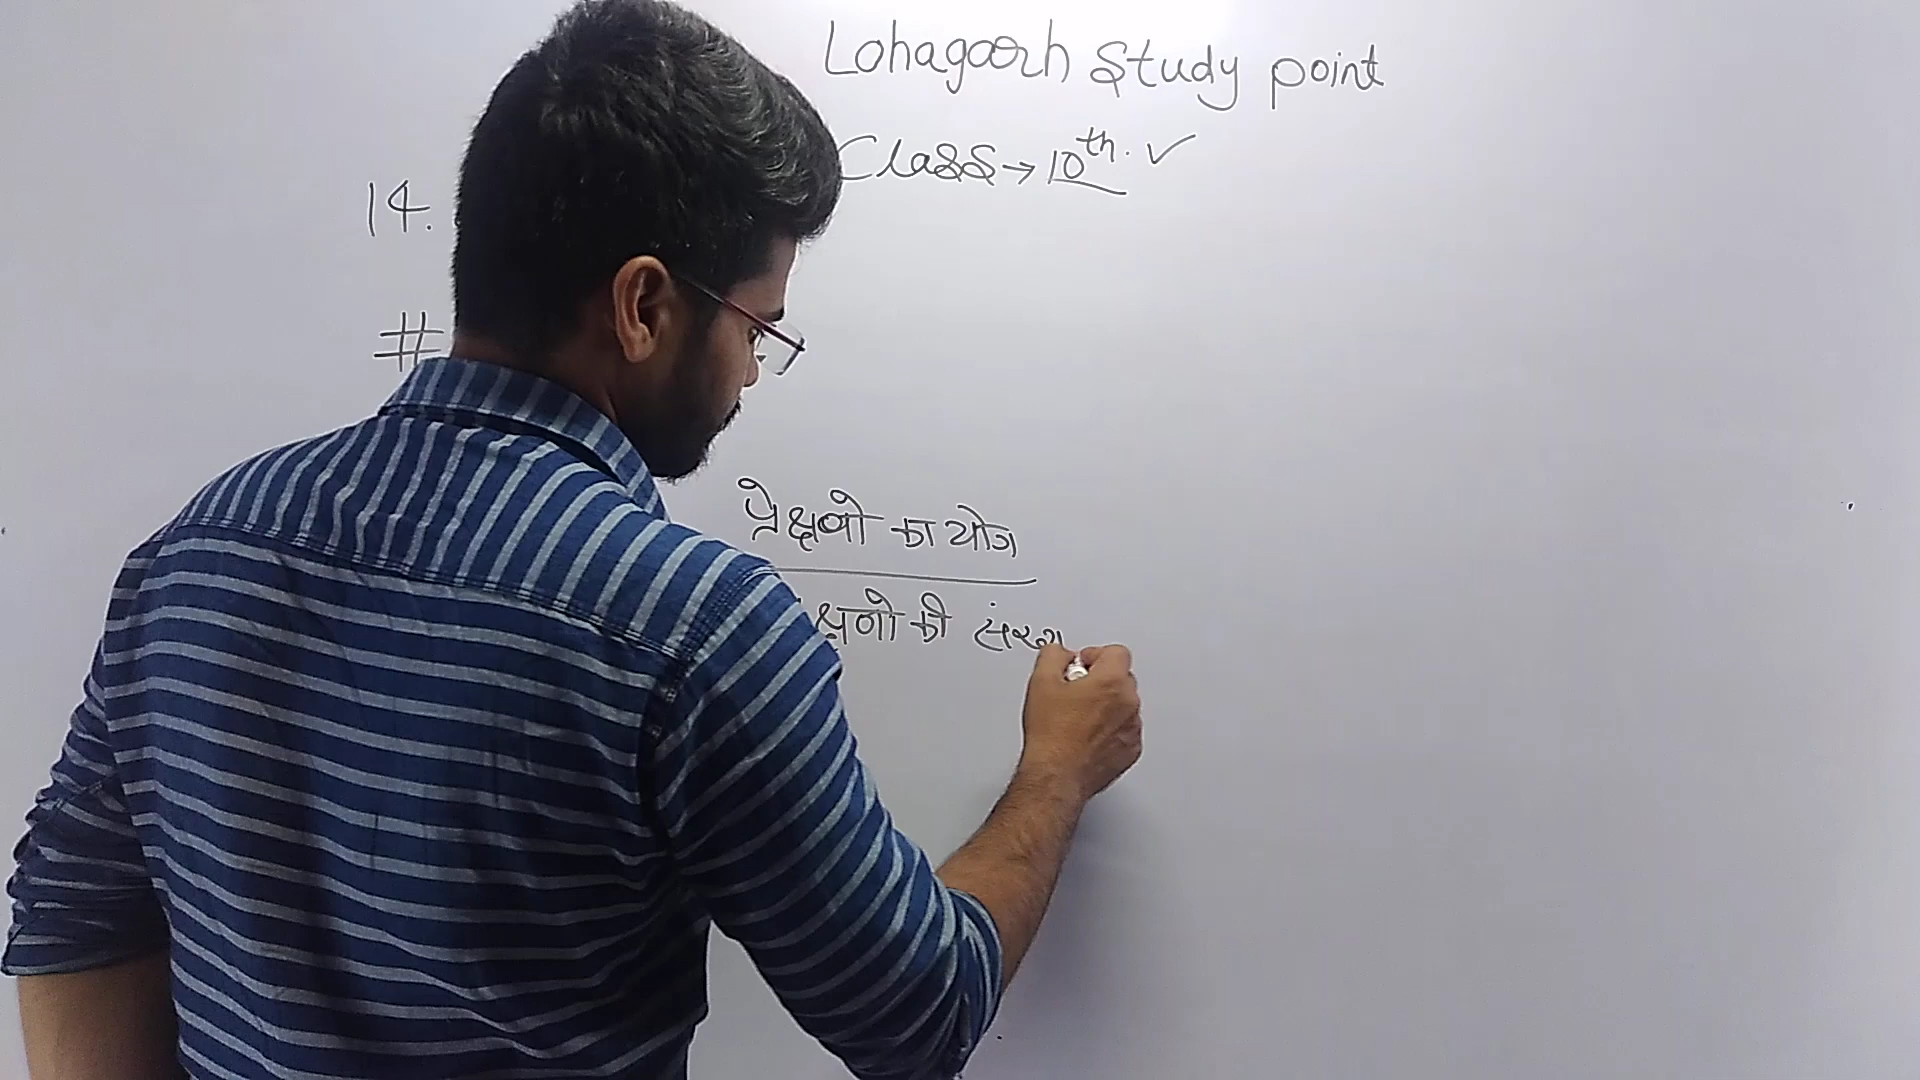 Lohagarh Study point
Class → 10th. ✓
14.
#
प्रेक्षणो का योग
क्षणो की संख्य